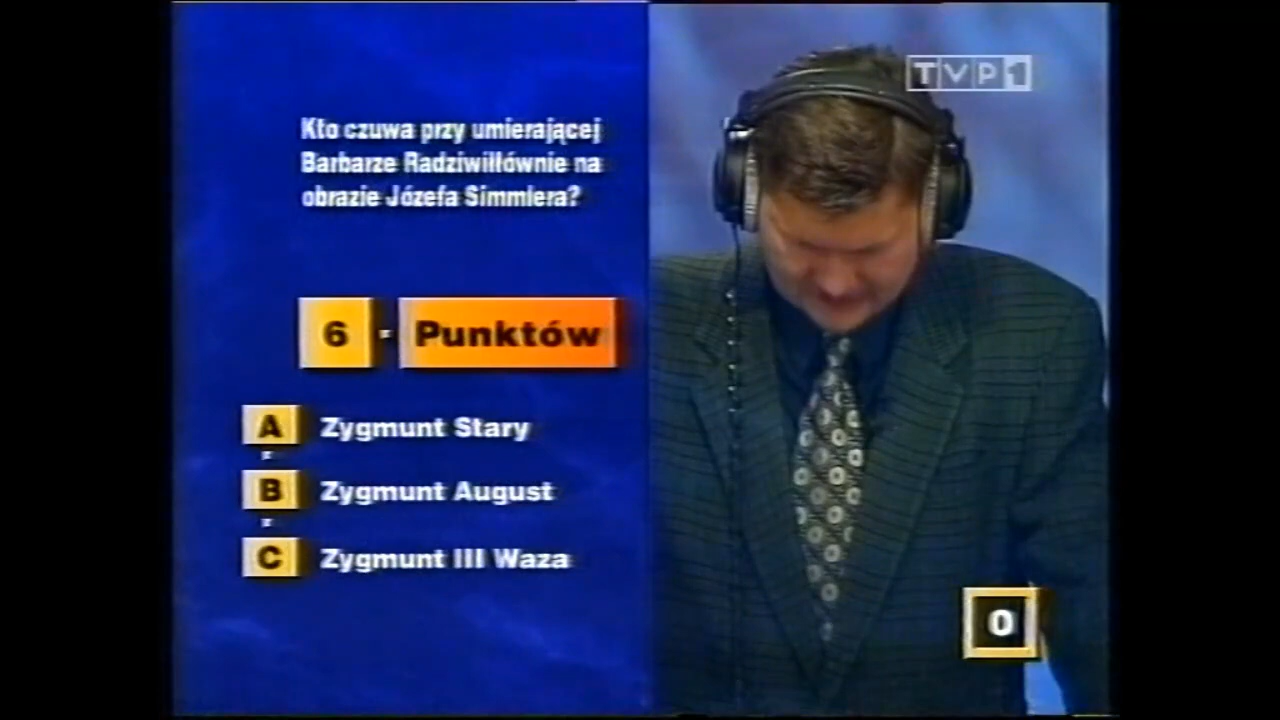 TVP1
Kto czuwa przy umierającej
Barbarze Radziwiłłównie na
obrazie Józefa Simmlera?
6 - Punktów
A Zygmunt Stary
B Zygmunt August
C Zygmunt III Waza
0